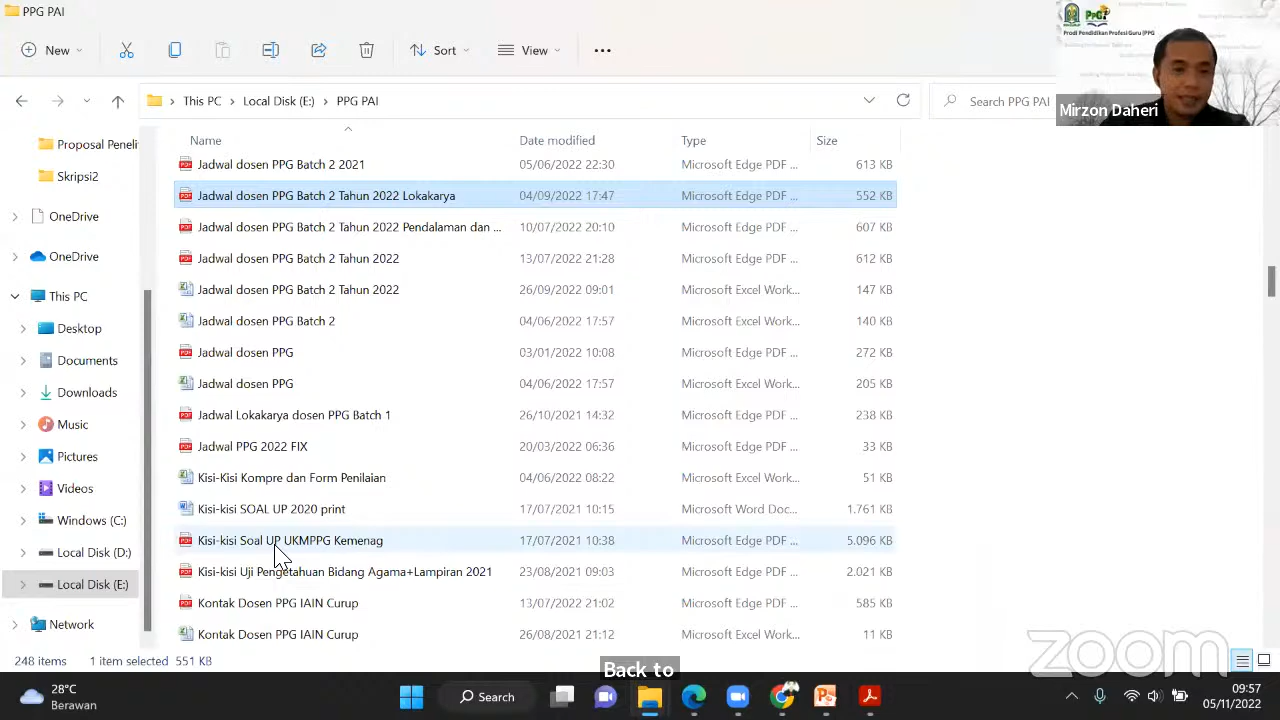 PPG PAI
New
This PC
Local Disk (E:)
Search PPG PAI
Prodi Pendidikan Profesi Guru (PPG
Mirzon Daheri
Name Date modified Type Size
Jadwal dosen PPG Batch 2 2021 05/08/2022 22:3 Microsoft Edge PDF ... 613 KB
Jadwal dosen PPG Batch 2 Tahun 2022 Lokakarya 04/09/2022 17:47 Microsoft Edge PDF ... 552 KB
Jadwal dosen PPG Batch 2 Tahun 2022 Pendalaman dan ... 10/07/2022 20:1 Microsoft Edge PDF ... 607 KB
Jadwal dosen PPG Batch 2 Tahun 2022 13/07/2022 21:2 Microsoft Edge PDF ... 612 KB
Jadwal dosen PPG Batch 2 Tahun 2022 26/09/2022 09:01 Microsoft Excel Work... 147 KB
Jadwal dosen PPG Batch 2 04/06/2022 17:57 Microsoft Excel Work... 140 KB
Jadwal dosen PPG 03/01/2022 10:0 Microsoft Edge PDF ... 272 KB
Jadwal dosen PPG 04/06/2022 17:57 Microsoft Excel Work... 209 KB
Jadwal Lokakarya dosen PPG Batch 1 26/10/2021 14:3 Microsoft Edge PDF ... 238 KB
Jadwal PPG 2022 FIX 20/03/2022 06:36 Microsoft Edge PDF ... 33 KB
Kisi-Kisi Kompre dan Form Penilaian 04/06/2022 08:22 Microsoft Excel Work... 51 KB
Kisi-kisi SOAL UP 2020 print 17/07/2021 10:15 Microsoft Word Doc... 1.761 KB
Kisi-kisi Soal UP UKMPPG Kemenag 17/07/2021 10:3 Microsoft Edge PDF ... 5.096 KB
Kisi-kisi Uji Pengetahuan Bidang Agama+Lampiran 2021 23/08/2021 09:03 Microsoft Edge PDF ... 2.021 KB
Kontak Dosen PPG IAIN Curup 13/07/2022 21:02 Microsoft Edge PDF ... 585 KB
Kontak Dosen PPG IAIN Curup 26/08/2021 21:12 Microsoft Excel Work... 11 KB
Proposal Peneli
Skripsi2
OneDrive
OneDrive
This PC
Desktop
Documents
Downloads
Music
Pictures
Videos
Windows (C:)
Local Disk (D:)
Local Disk (E:)
Network
248 items 1 item selected 551 KB
Back to
zoom
28°C
Berawan
Search
09:57
05/11/2022